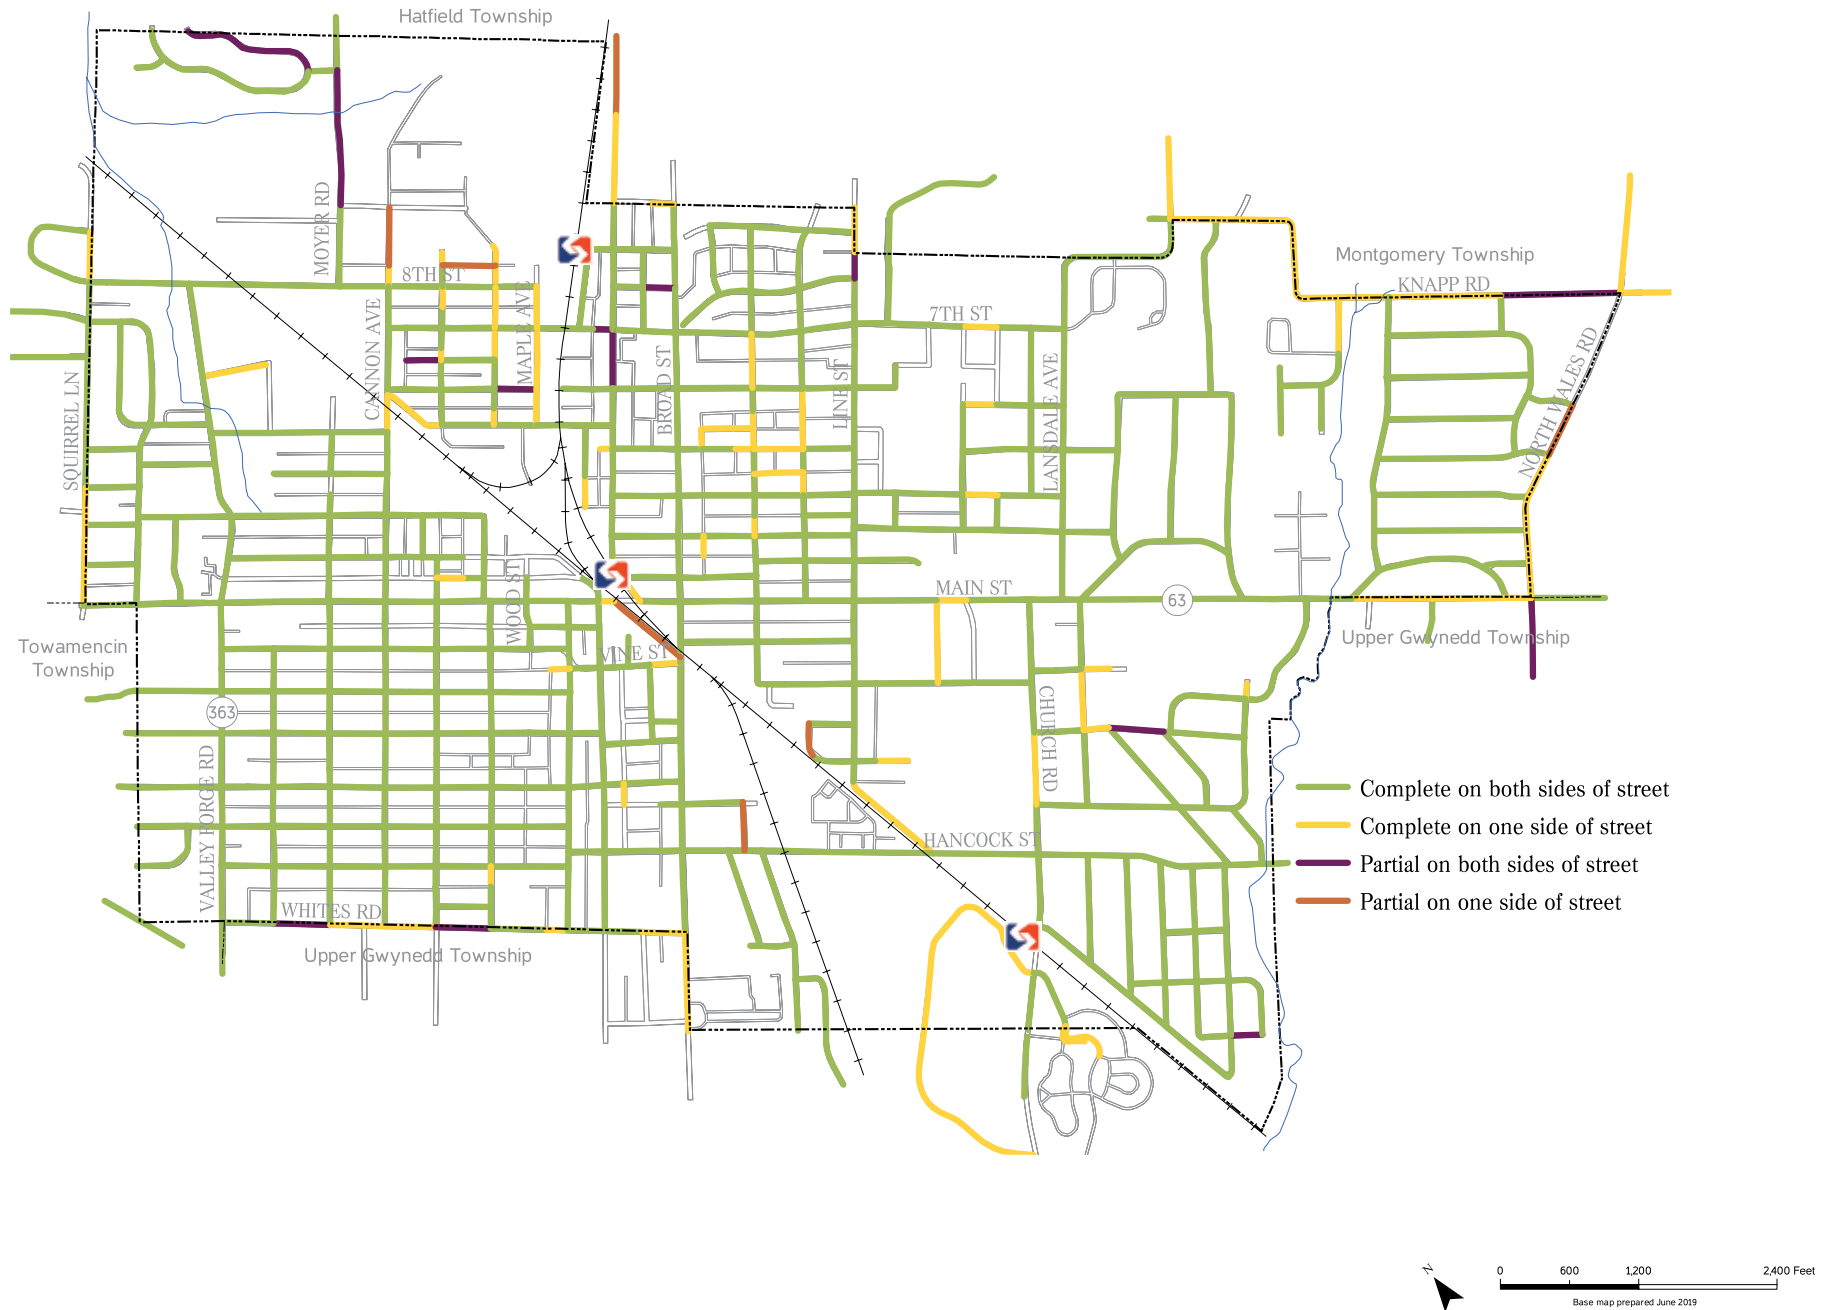 Hatfield Township
MOYER RD
8TH ST
CANNON AVE
MAPLE AVE
BROAD ST
LINE ST
7TH ST
LANSDALE AVE
Montgomery Township
KNAPP RD
NORTH WALES RD
SQUIRREL LN
WOOD ST
MAIN ST
63
Upper Gwynedd Township
Towamencin
Township
VINE ST
363
CHURCH RD
VALLEY FORGE RD
HANCOCK ST
WHITES RD
Upper Gwynedd Township
Complete on both sides of street
Complete on one side of street
Partial on both sides of street
Partial on one side of street
N
0 600 1,200 2,400 Feet
Base map prepared June 2019